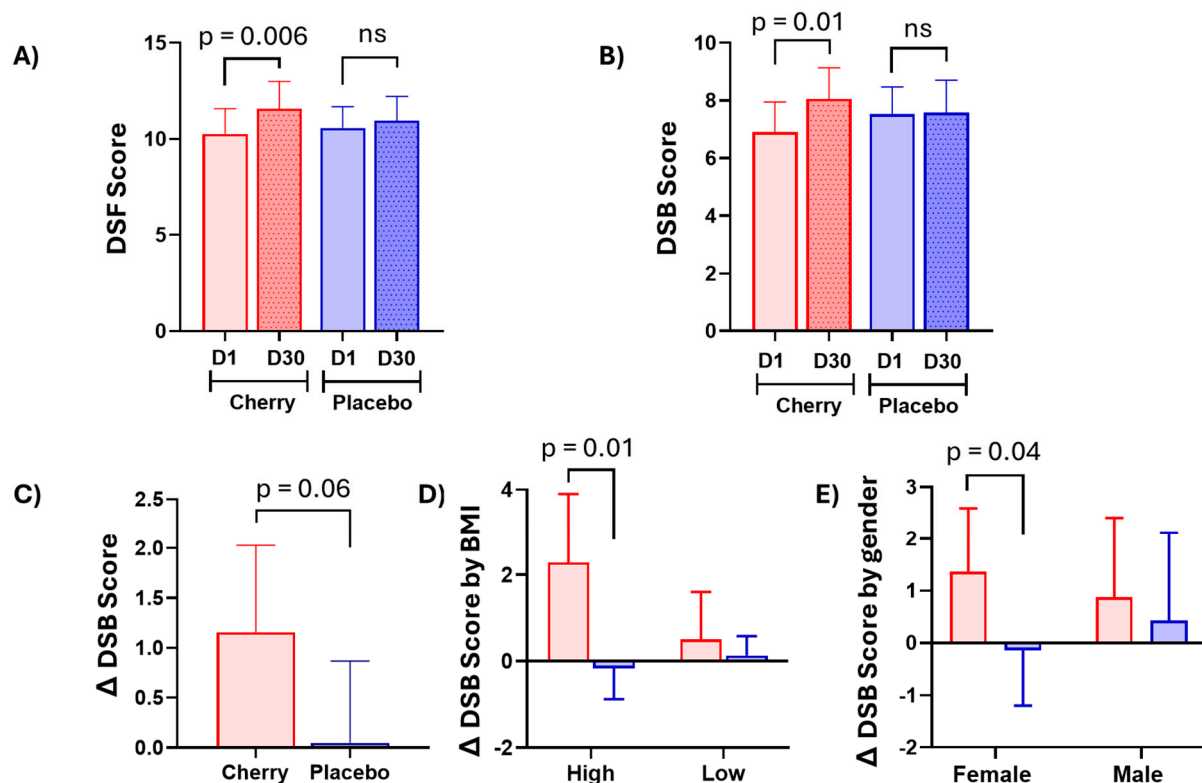 A)
p = 0.006
ns
DSF Score
15
10
5
0
D1 D30 D1 D30
Cherry Placebo
B)
p = 0.01
ns
DSB Score
10
8
6
4
2
0
D1 D30 D1 D30
Cherry Placebo
C)
p = 0.06
Δ DSB Score
2.5
2.0
1.5
1.0
0.5
0.0
Cherry Placebo
D)
p = 0.01
Δ DSB Score by BMI
4
2
0
-2
High Low
E)
p = 0.04
Δ DSB Score by gender
3
2
1
0
-1
-2
Female Male